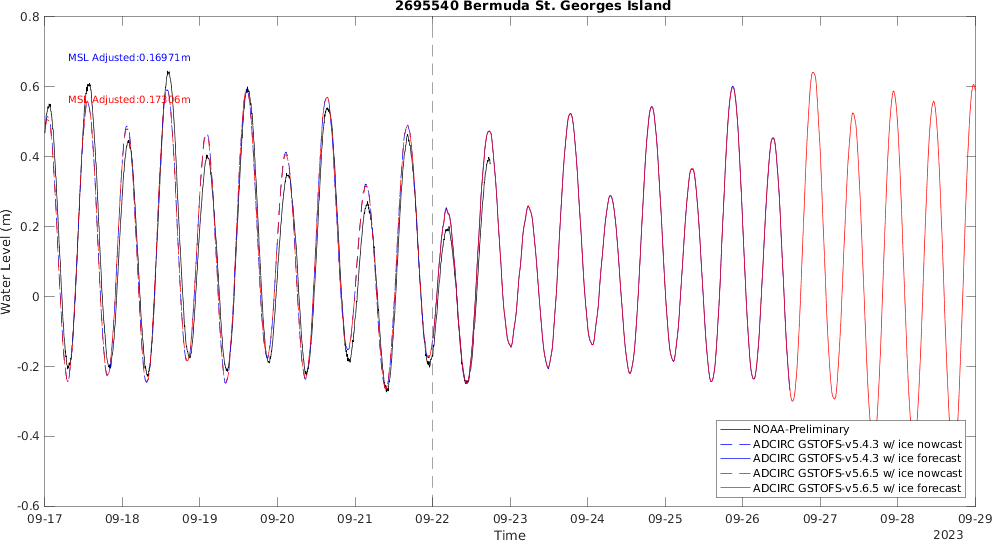 2695540 Bermuda St. Georges Island
MSL Adjusted:0.16971m
MSL Adjusted:0.17306m
Water Level (m)
0.8
0.6
0.4
0.2
0
-0.2
-0.4
-0.6
NOAA-Preliminary
ADCIRC GSTOFS-v5.4.3 w/ ice nowcast
ADCIRC GSTOFS-v5.4.3 w/ ice forecast
ADCIRC GSTOFS-v5.6.5 w/ ice nowcast
ADCIRC GSTOFS-v5.6.5 w/ ice forecast
09-17 09-18 09-19 09-20 09-21 09-22 09-23 09-24 09-25 09-26 09-27 09-28 09-29
Time
2023